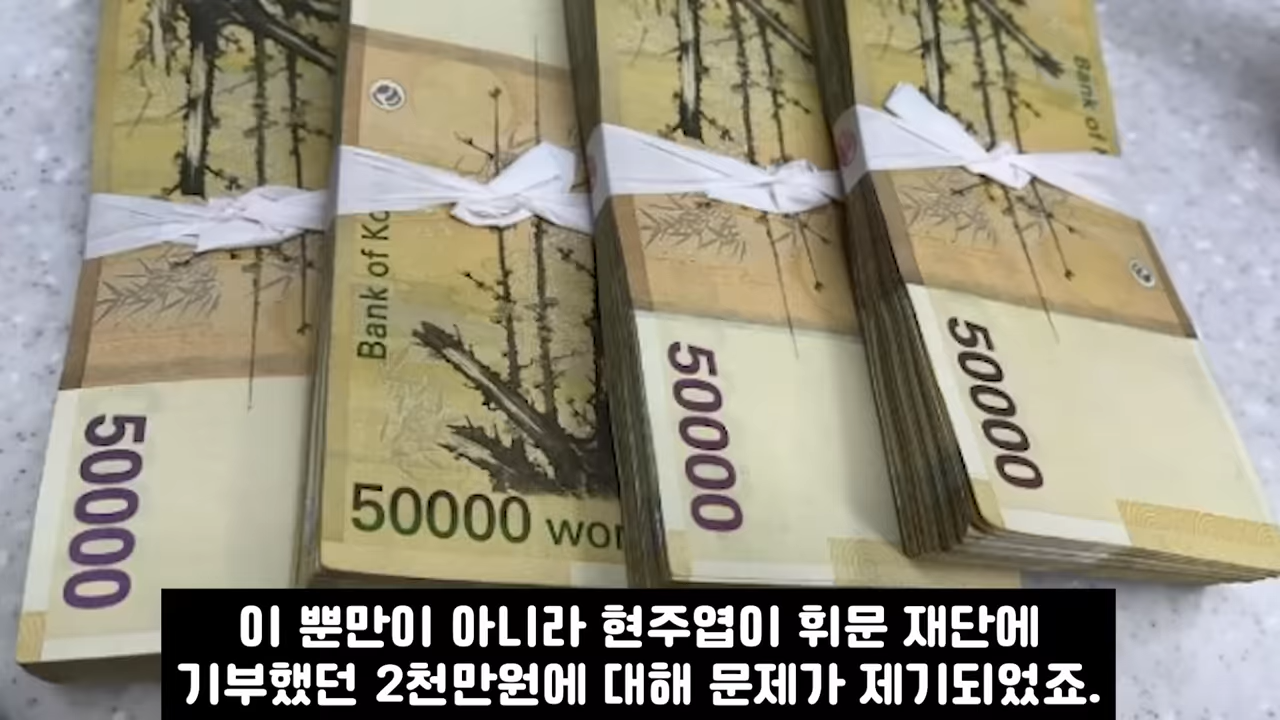 Bank of
Bank of Ko
50000
50000 wor
50000
50000
이 뿐만이 아니라 현주엽이 휘문 재단에
기부했던 2천만원에 대해 문제가 제기되었죠.